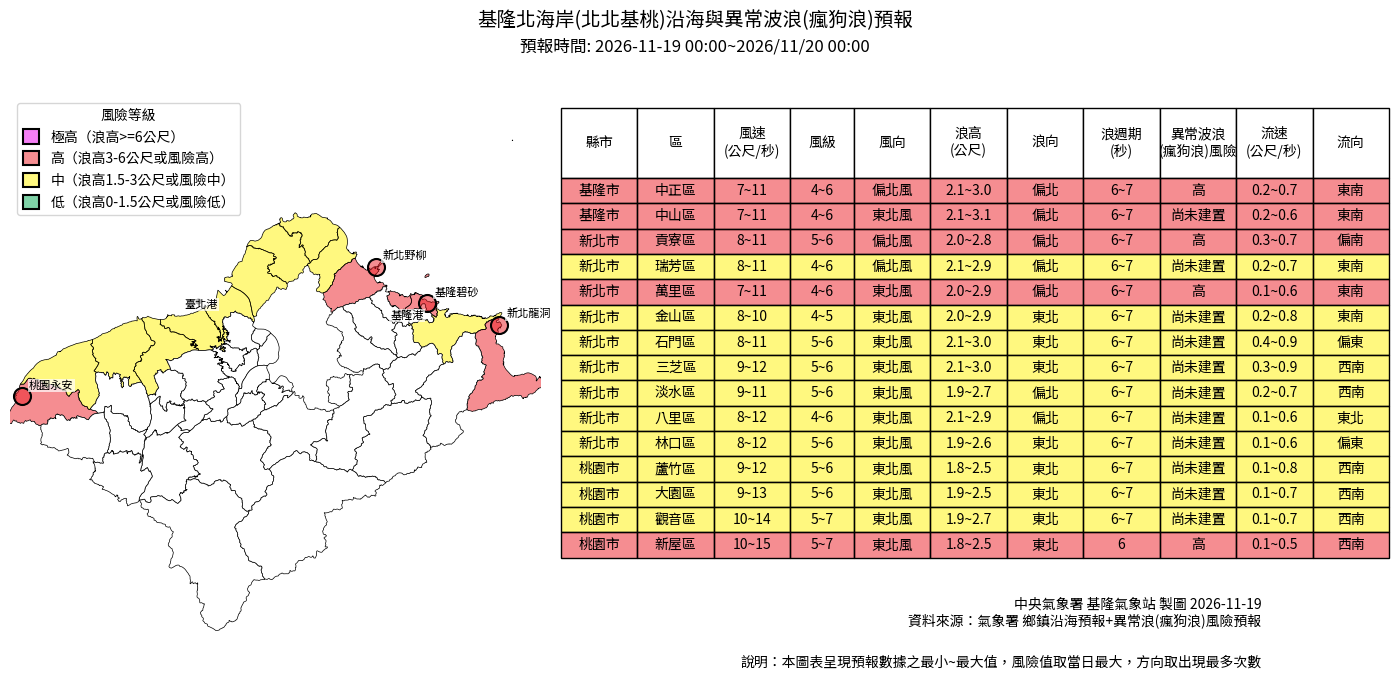 基隆北海岸(北北基桃)沿海與異常波浪(瘋狗浪)預報
預報時間: 2026-11-19 00:00~2026/11/20 00:00
風險等級
極高（浪高>=6公尺）
高（浪高3-6公尺或風險高）
中（浪高1.5-3公尺或風險中）
低（浪高0-1.5公尺或風險低）
新北野柳
臺北港
基隆碧砂
基隆港
新北龍洞
桃園永安
縣市 區 風速(公尺/秒) 風級 風向 浪高(公尺) 浪向 浪週期(秒) 異常波浪(瘋狗浪)風險 流速(公尺/秒) 流向
基隆市 中正區 7~11 4~6 偏北風 2.1~3.0 偏北 6~7 高 0.2~0.7 東南
基隆市 中山區 7~11 4~6 東北風 2.1~3.1 偏北 6~7 尚未建置 0.2~0.6 東南
新北市 貢寮區 8~11 5~6 偏北風 2.0~2.8 偏北 6~7 高 0.3~0.7 偏南
新北市 瑞芳區 8~11 4~6 偏北風 2.1~2.9 偏北 6~7 尚未建置 0.2~0.7 東南
新北市 萬里區 7~11 4~6 東北風 2.0~2.9 偏北 6~7 高 0.1~0.6 東南
新北市 金山區 8~10 4~5 東北風 2.0~2.9 東北 6~7 尚未建置 0.2~0.8 東南
新北市 石門區 8~11 5~6 東北風 2.1~3.0 東北 6~7 尚未建置 0.4~0.9 偏東
新北市 三芝區 9~12 5~6 東北風 2.1~3.0 東北 6~7 尚未建置 0.3~0.9 西南
新北市 淡水區 9~11 5~6 東北風 1.9~2.7 偏北 6~7 尚未建置 0.2~0.7 西南
新北市 八里區 8~12 4~6 東北風 2.1~2.9 偏北 6~7 尚未建置 0.1~0.6 東北
新北市 林口區 8~12 5~6 東北風 1.9~2.6 東北 6~7 尚未建置 0.1~0.6 偏東
桃園市 蘆竹區 9~12 5~6 東北風 1.8~2.5 東北 6~7 尚未建置 0.1~0.8 西南
桃園市 大園區 9~13 5~6 東北風 1.9~2.5 東北 6~7 尚未建置 0.1~0.7 西南
桃園市 觀音區 10~14 5~7 東北風 1.9~2.7 東北 6~7 尚未建置 0.1~0.7 西南
桃園市 新屋區 10~15 5~7 東北風 1.8~2.5 東北 6 高 0.1~0.5 西南
中央氣象署 基隆氣象站 製圖 2026-11-19
資料來源：氣象署 鄉鎮沿海預報+異常浪(瘋狗浪)風險預報
說明：本圖表呈現預報數據之最小~最大值，風險值取當日最大，方向取出現最多次數